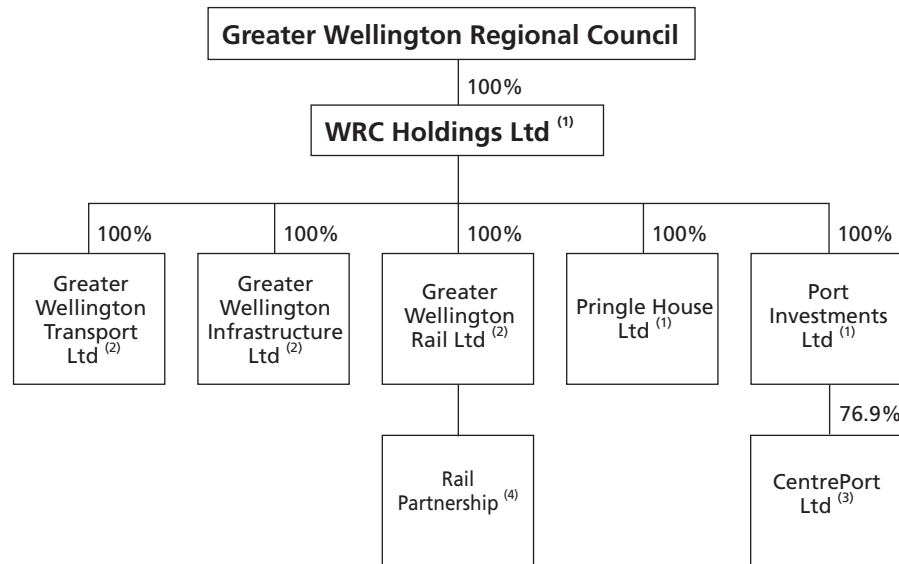 Greater Wellington Regional Council
100%
WRC Holdings Ltd (1)
100%
100%
100%
100%
100%
Greater
Wellington
Transport
Ltd (2)
Greater
Wellington
Infrastructure
Ltd (2)
Greater
Wellington
Rail Ltd (2)
Pringle House
Ltd (1)
Port
Investments
Ltd (1)
76.9%
Rail
Partnership (4)
CentrePort
Ltd (3)